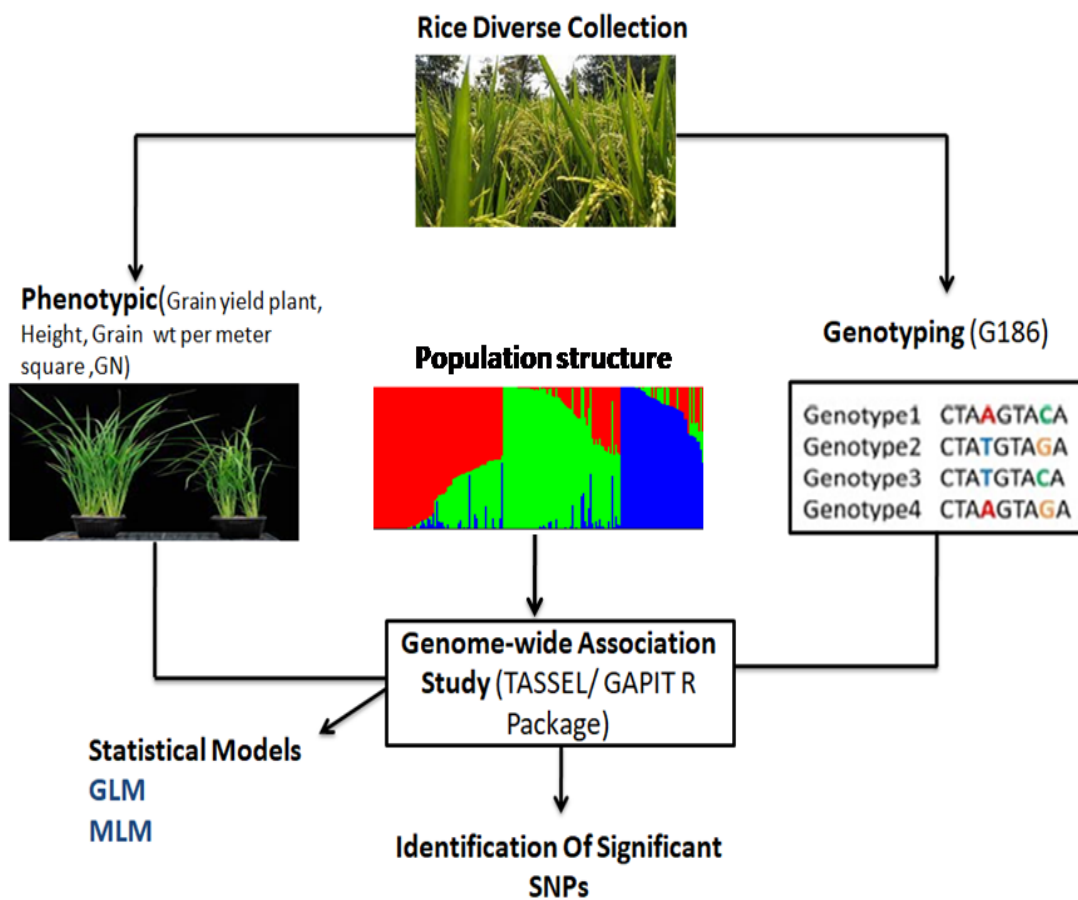 Rice Diverse Collection
Phenotypic(Grain yield plant,
Height, Grain wt per meter
square ,GN)
Population structure
Genotyping (G186)
Genotype1 CTAAGTACA
Genotype2 CTATGTAGA
Genotype3 CTATGTACA
Genotype4 CTAAGTAGA
Genome-wide Association
Study (TASSEL/ GAPIT R
Package)
Statistical Models
GLM
MLM
Identification Of Significant
SNPs